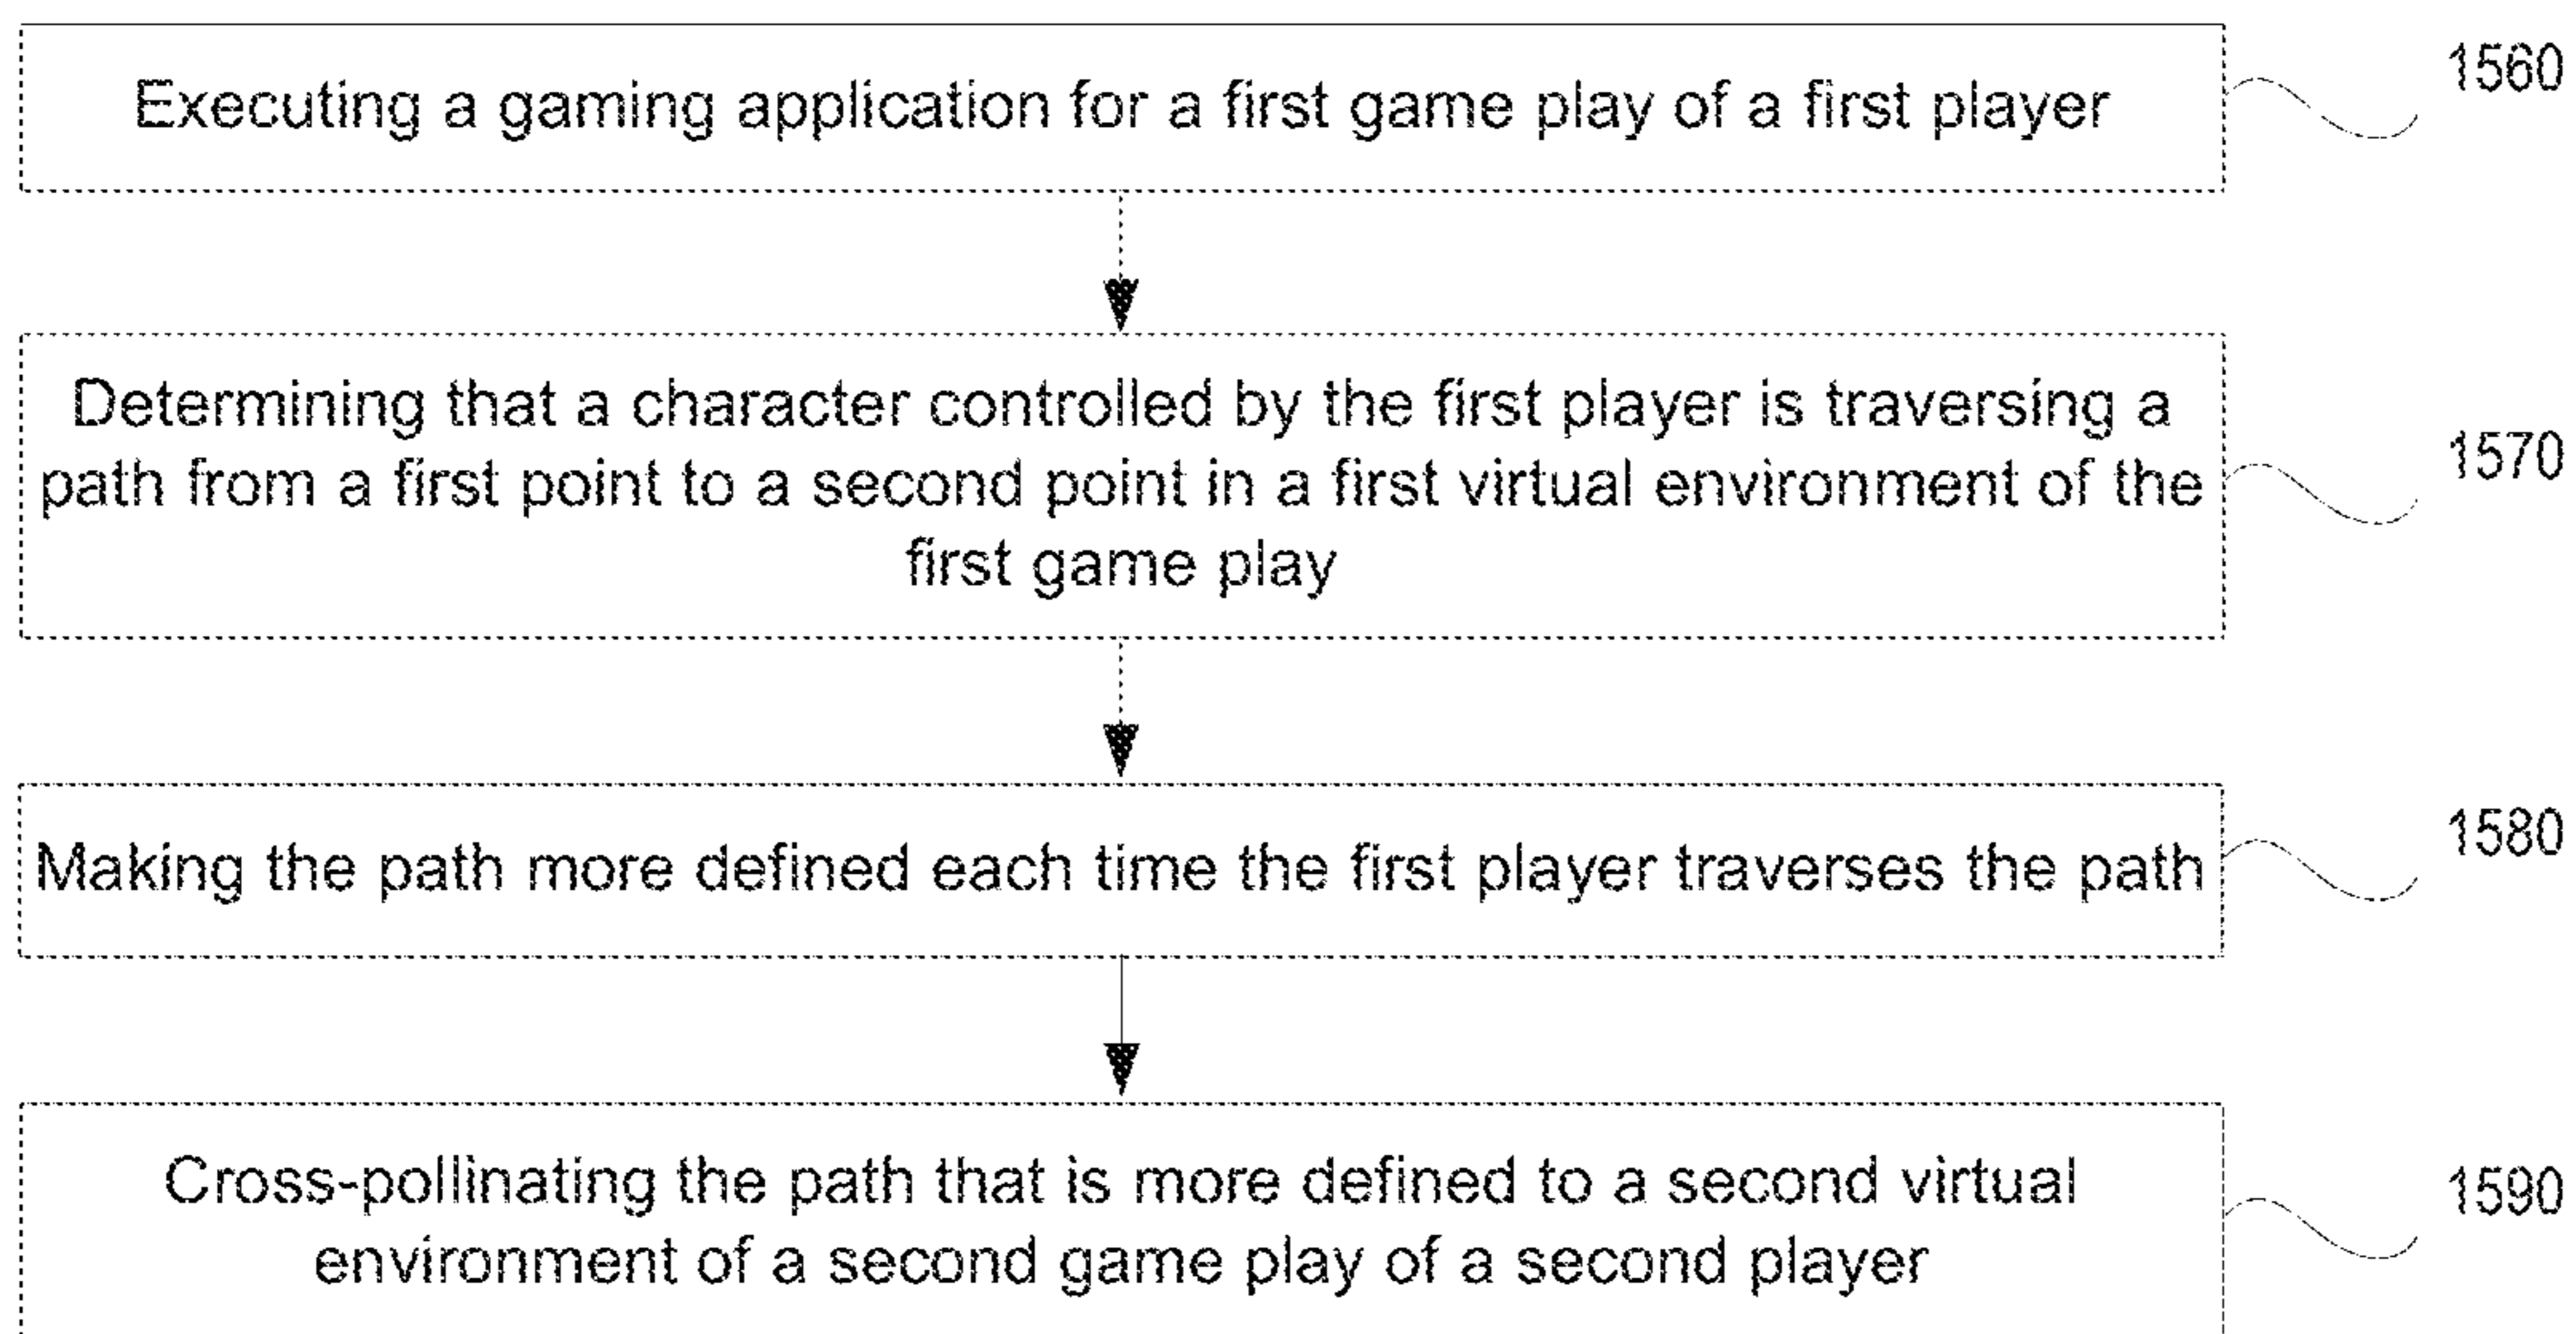 Executing a gaming application for a first game play of a first player
1560
Determining that a character controlled by the first player is traversing a
path from a first point to a second point in a first virtual environment of the
first game play
1570
Making the path more defined each time the first player traverses the path
1580
Cross-pollinating the path that is more defined to a second virtual
environment of a second game play of a second player
1590